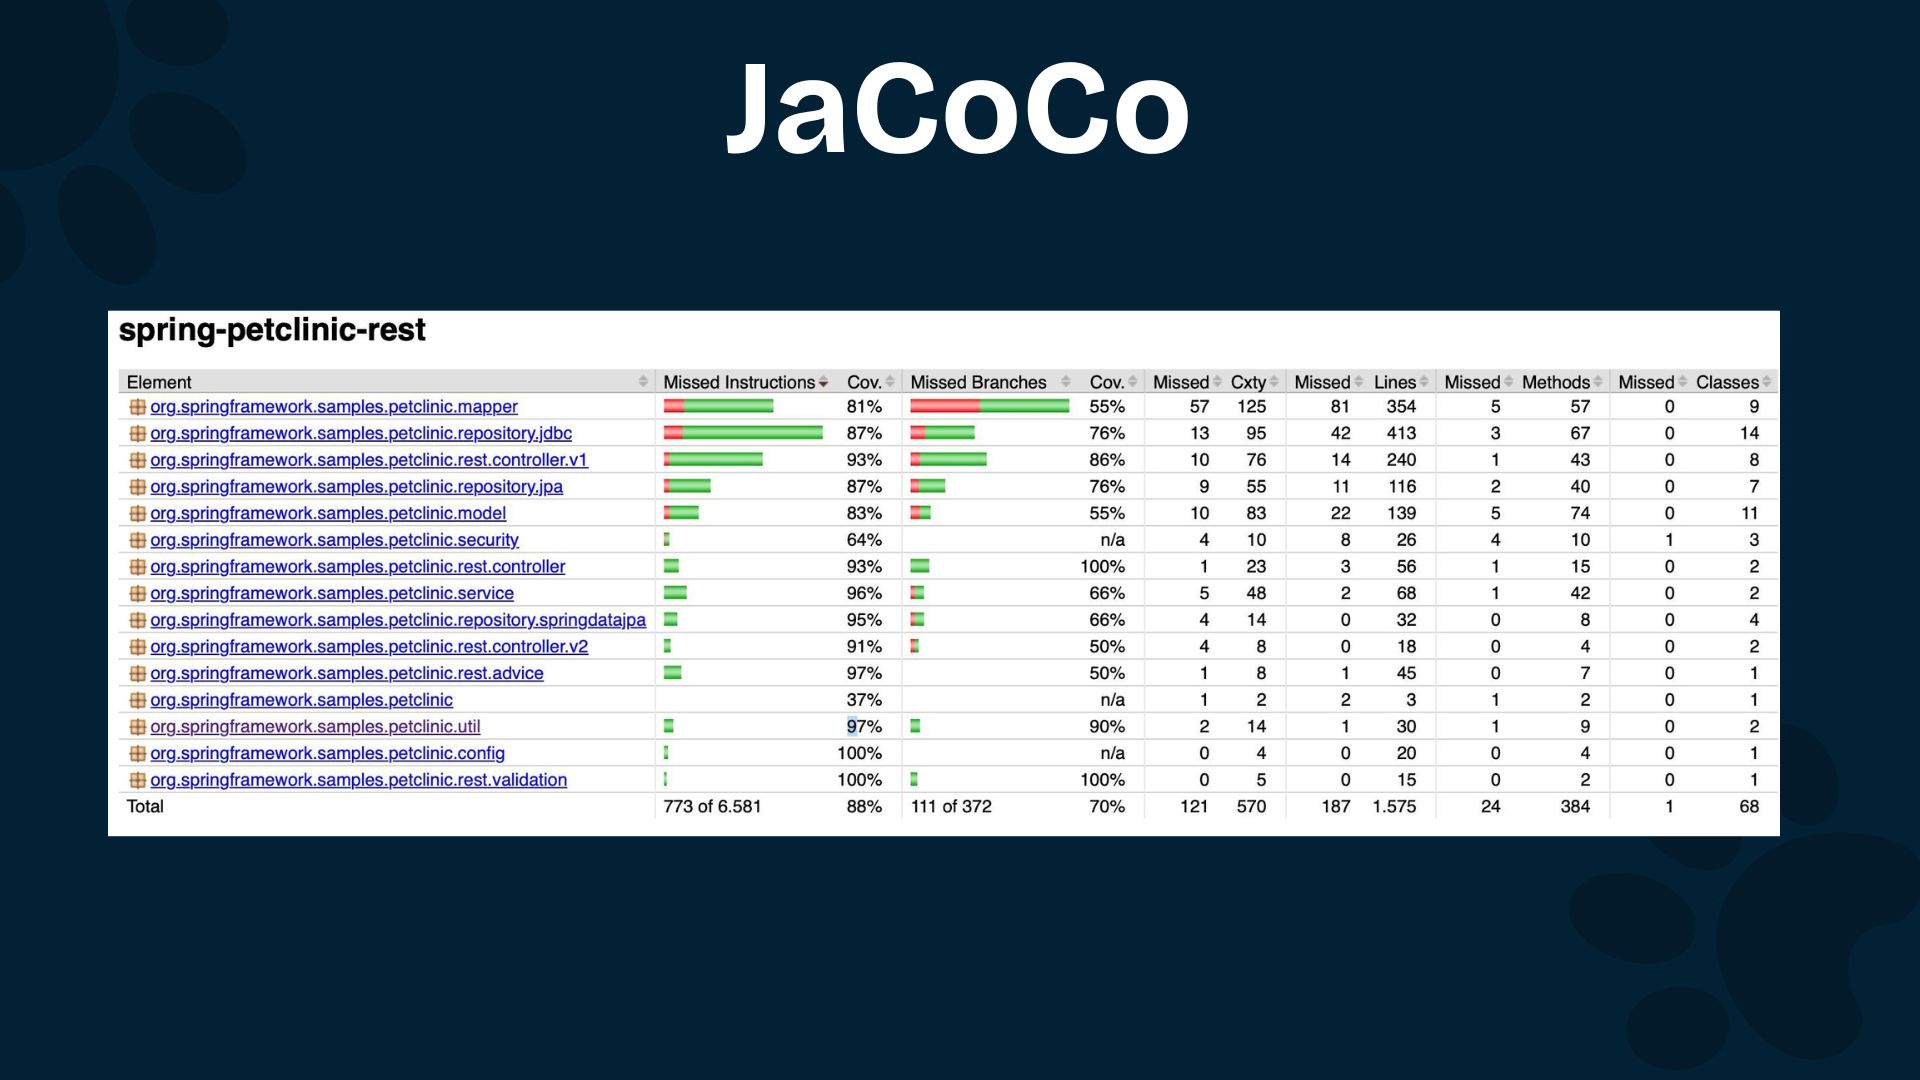 JaCoCo
spring-petclinic-rest
Element Missed Instructions Cov. Missed Branches Cov. Missed Cxty Missed Lines Missed Methods Missed Classes
org.springframework.samples.petclinic.mapper 81% 55% 57 125 81 354 5 57 0 9
org.springframework.samples.petclinic.repository.jdbc 87% 76% 13 95 42 413 3 67 0 14
org.springframework.samples.petclinic.rest.controller.v1 93% 86% 10 76 14 240 1 43 0 8
org.springframework.samples.petclinic.repository.jpa 87% 76% 9 55 11 116 2 40 0 7
org.springframework.samples.petclinic.model 83% 55% 10 83 22 139 5 74 0 11
org.springframework.samples.petclinic.security 64% n/a 4 10 8 26 4 10 1 3
org.springframework.samples.petclinic.rest.controller 93% 100% 1 23 3 56 1 15 0 2
org.springframework.samples.petclinic.service 96% 66% 5 48 2 68 1 42 0 2
org.springframework.samples.petclinic.repository.springdatajpa 95% 66% 4 14 0 32 0 8 0 4
org.springframework.samples.petclinic.rest.controller.v2 91% 50% 4 8 0 18 0 4 0 2
org.springframework.samples.petclinic.rest.advice 97% 50% 1 8 1 45 0 7 0 1
org.springframework.samples.petclinic 37% n/a 1 2 2 3 1 2 0 1
org.springframework.samples.petclinic.util 97% 90% 2 14 1 30 1 9 0 2
org.springframework.samples.petclinic.config 100% n/a 0 4 0 20 0 4 0 1
org.springframework.samples.petclinic.rest.validation 100% 100% 0 5 0 15 0 2 0 1
Total 773 of 6.581 88% 111 of 372 70% 121 570 187 1.575 24 384 1 68